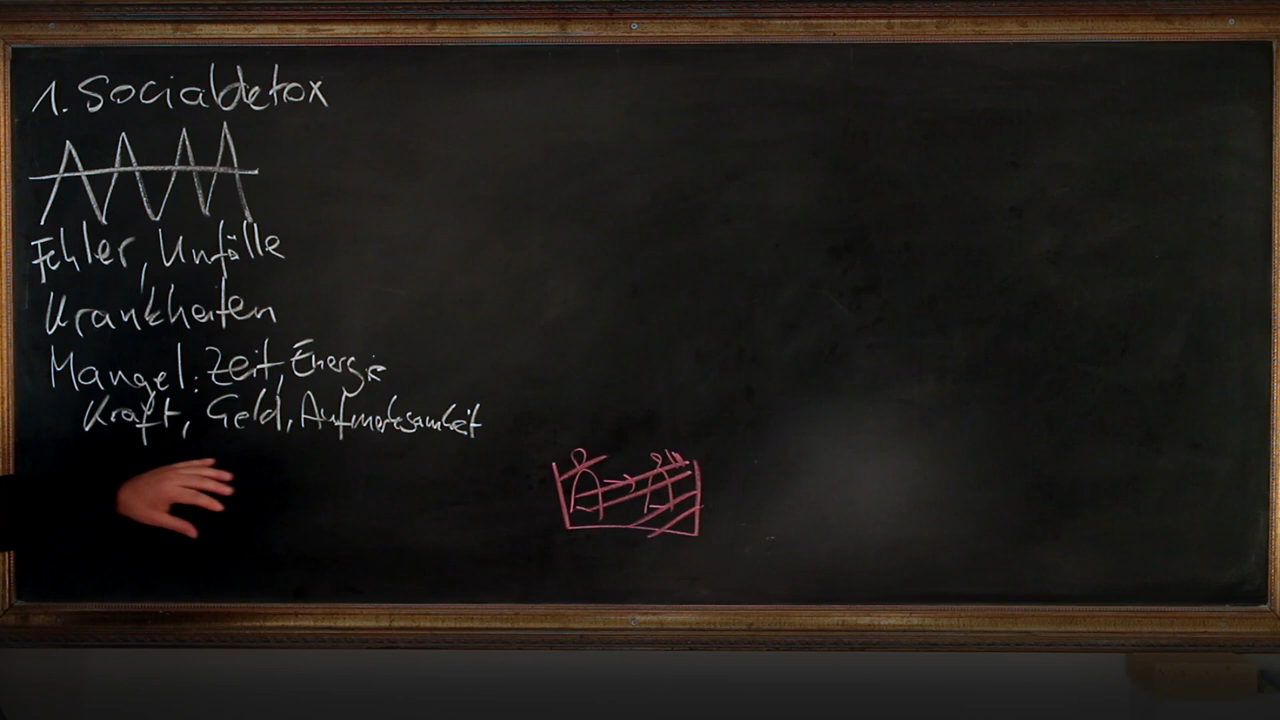 1. Socialdetox
Fehler, Unfälle
Krankheiten
Mangel: Zeit, Energie
Kraft, Geld, Aufmerksamkeit